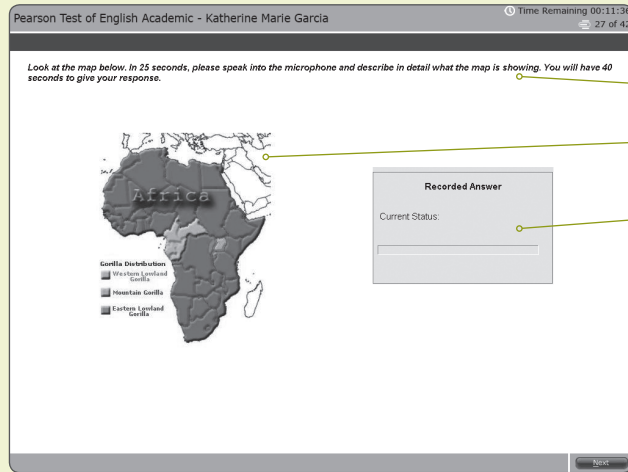 Pearson Test of English Academic - Katherine Marie Garcia
Time Remaining 00:11:36
27 of 42
Look at the map below. In 25 seconds, please speak into the microphone and describe in detail what the map is showing. You will have 40
seconds to give your response.
Africa
Gorilla Distribution
Western Lowland
Gorilla
Mountain Gorilla
Eastern Lowland
Gorilla
Recorded Answer
Current Status:
Next